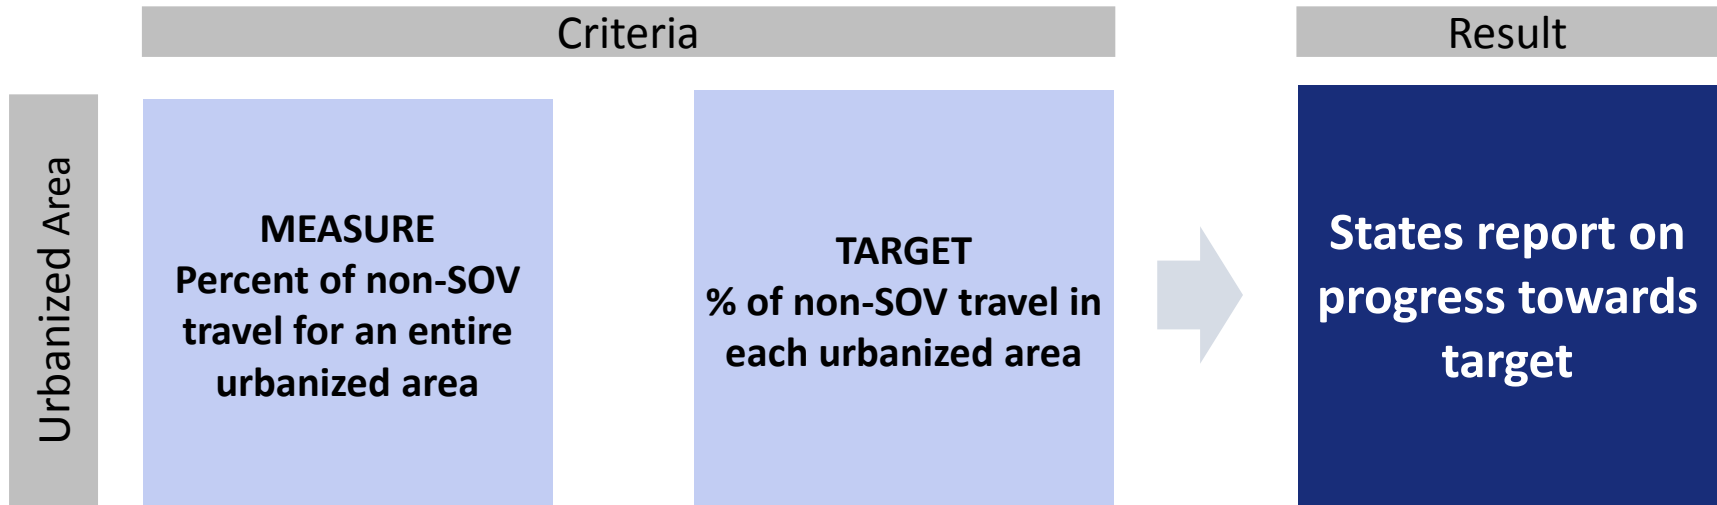 Criteria
Result
Urbanized Area
MEASURE
Percent of non-SOV
travel for an entire
urbanized area
TARGET
% of non-SOV travel in
each urbanized area
States report on
progress towards
target